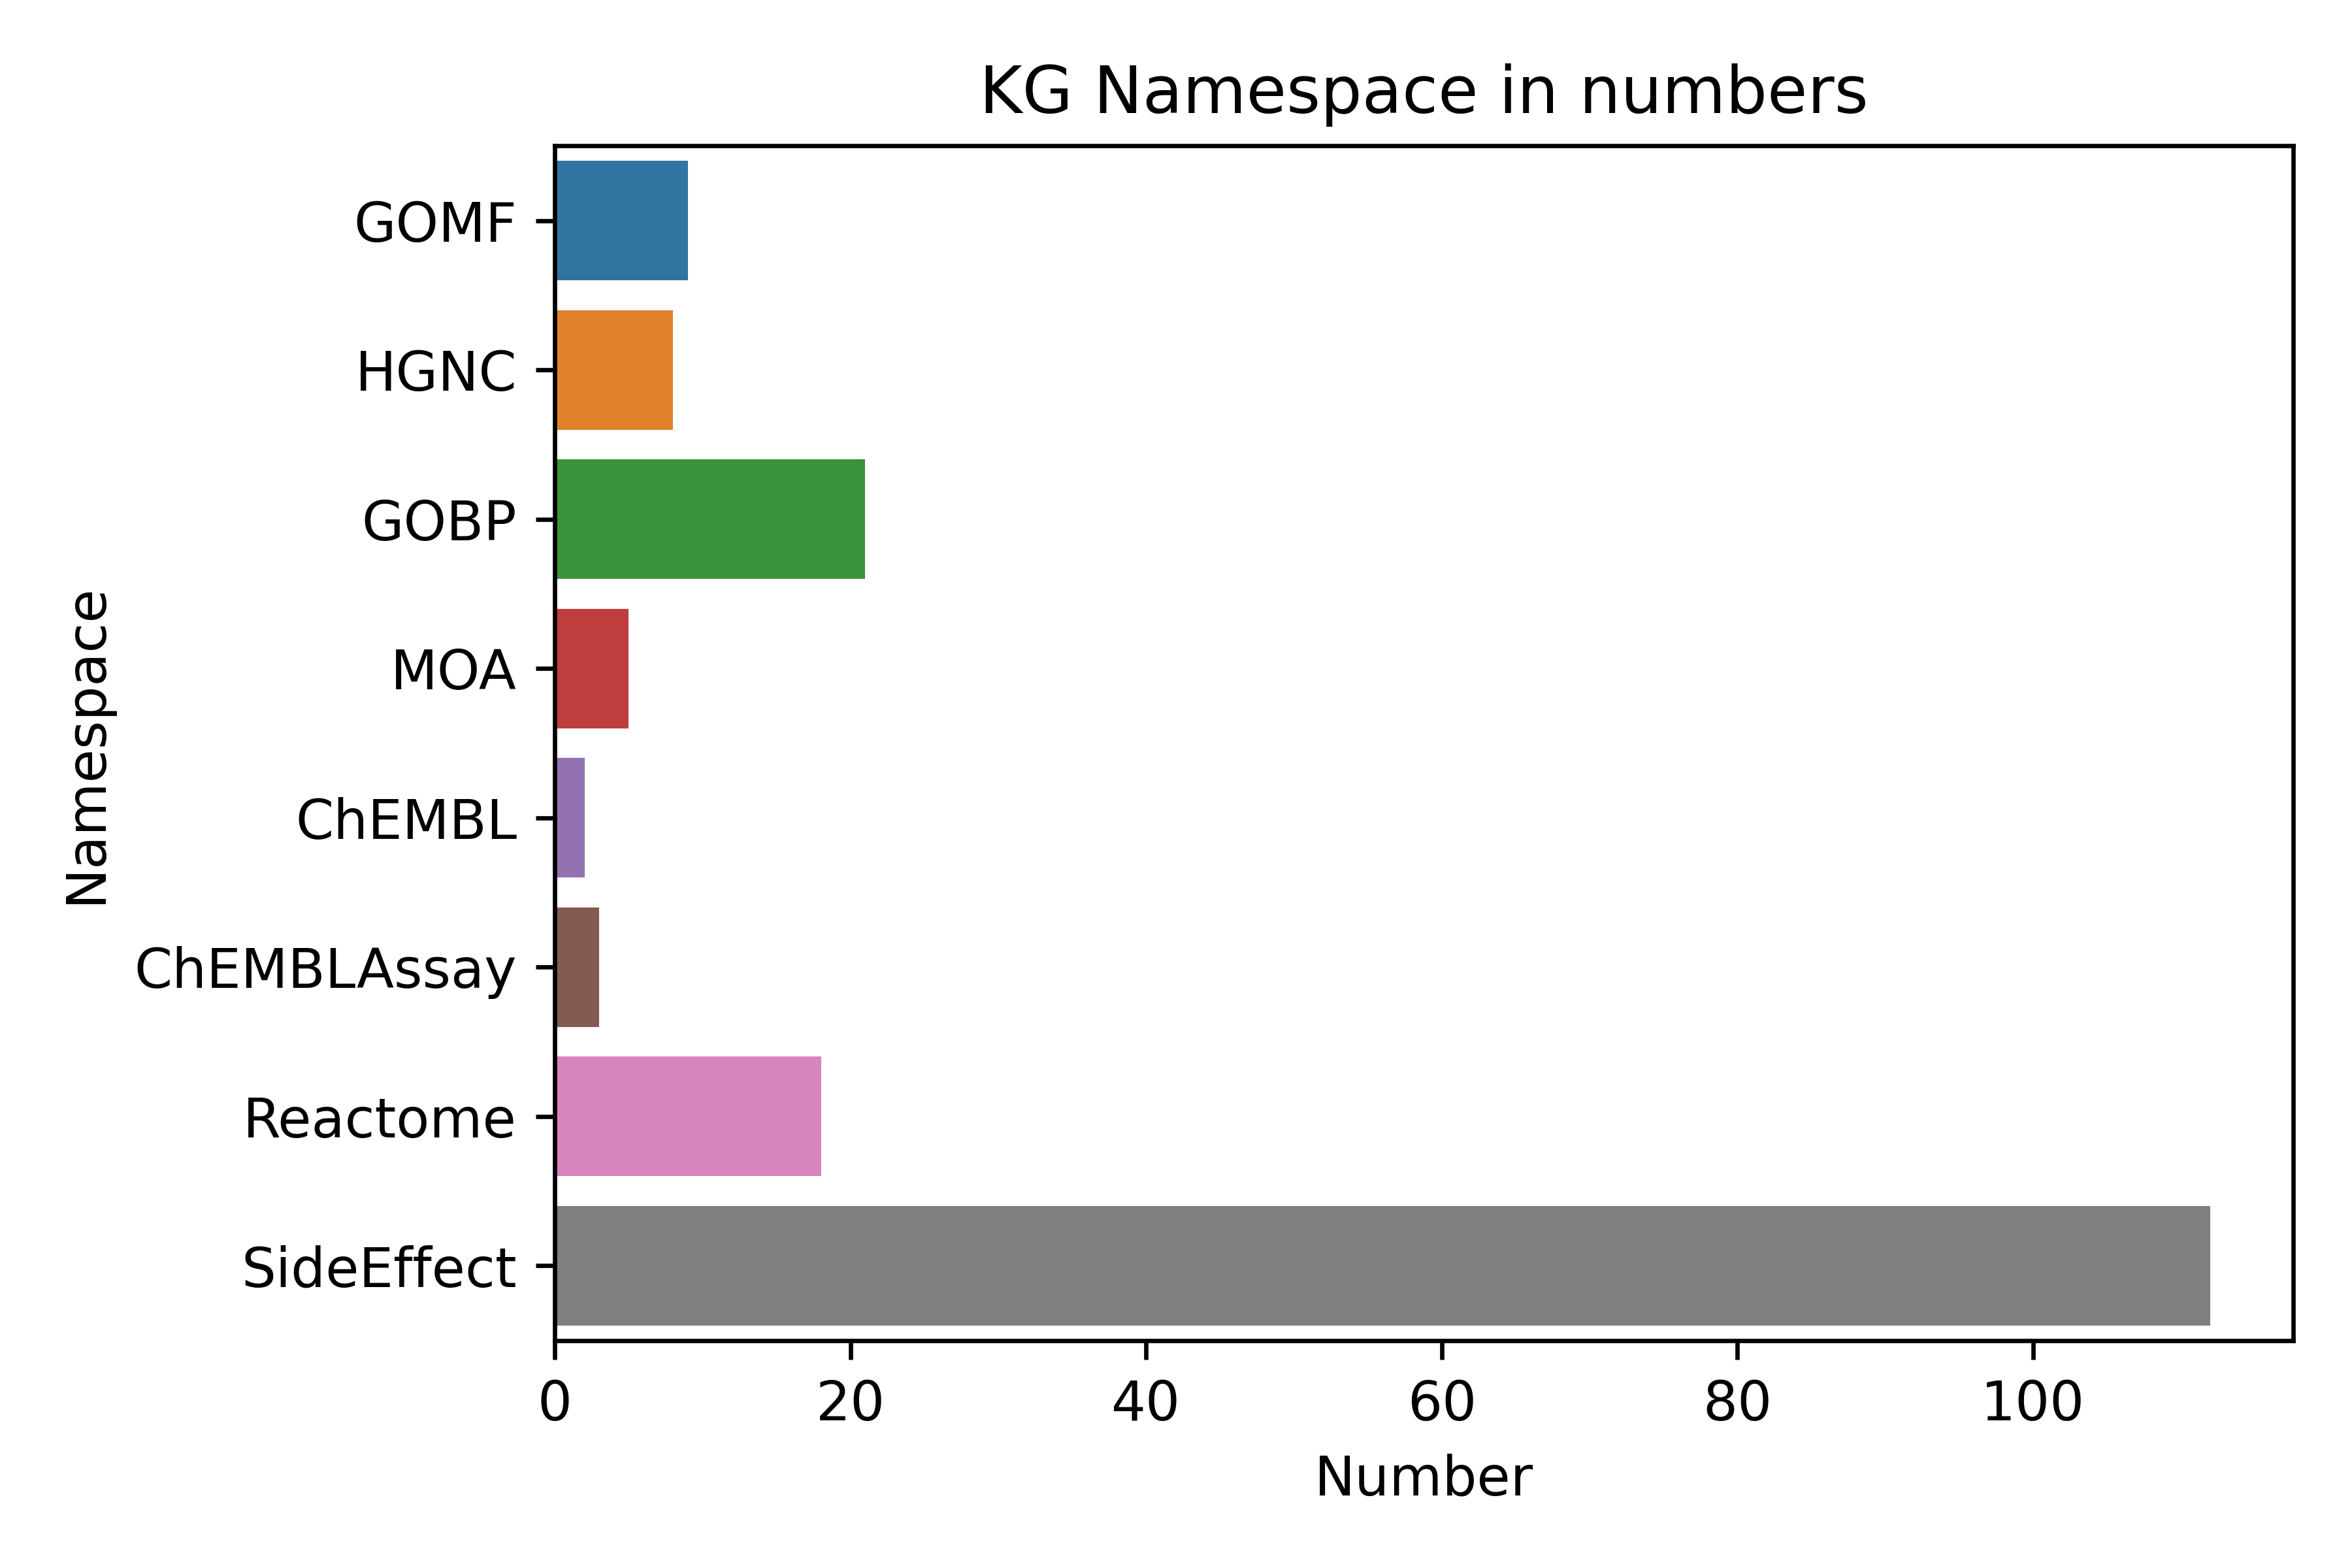 KG Namespace in numbers
GOMF
HGNC
GOBP
MOA
ChEMBL
ChEMBLAssay
Reactome
SideEffect
Namespace
0 20 40 60 80 100
Number